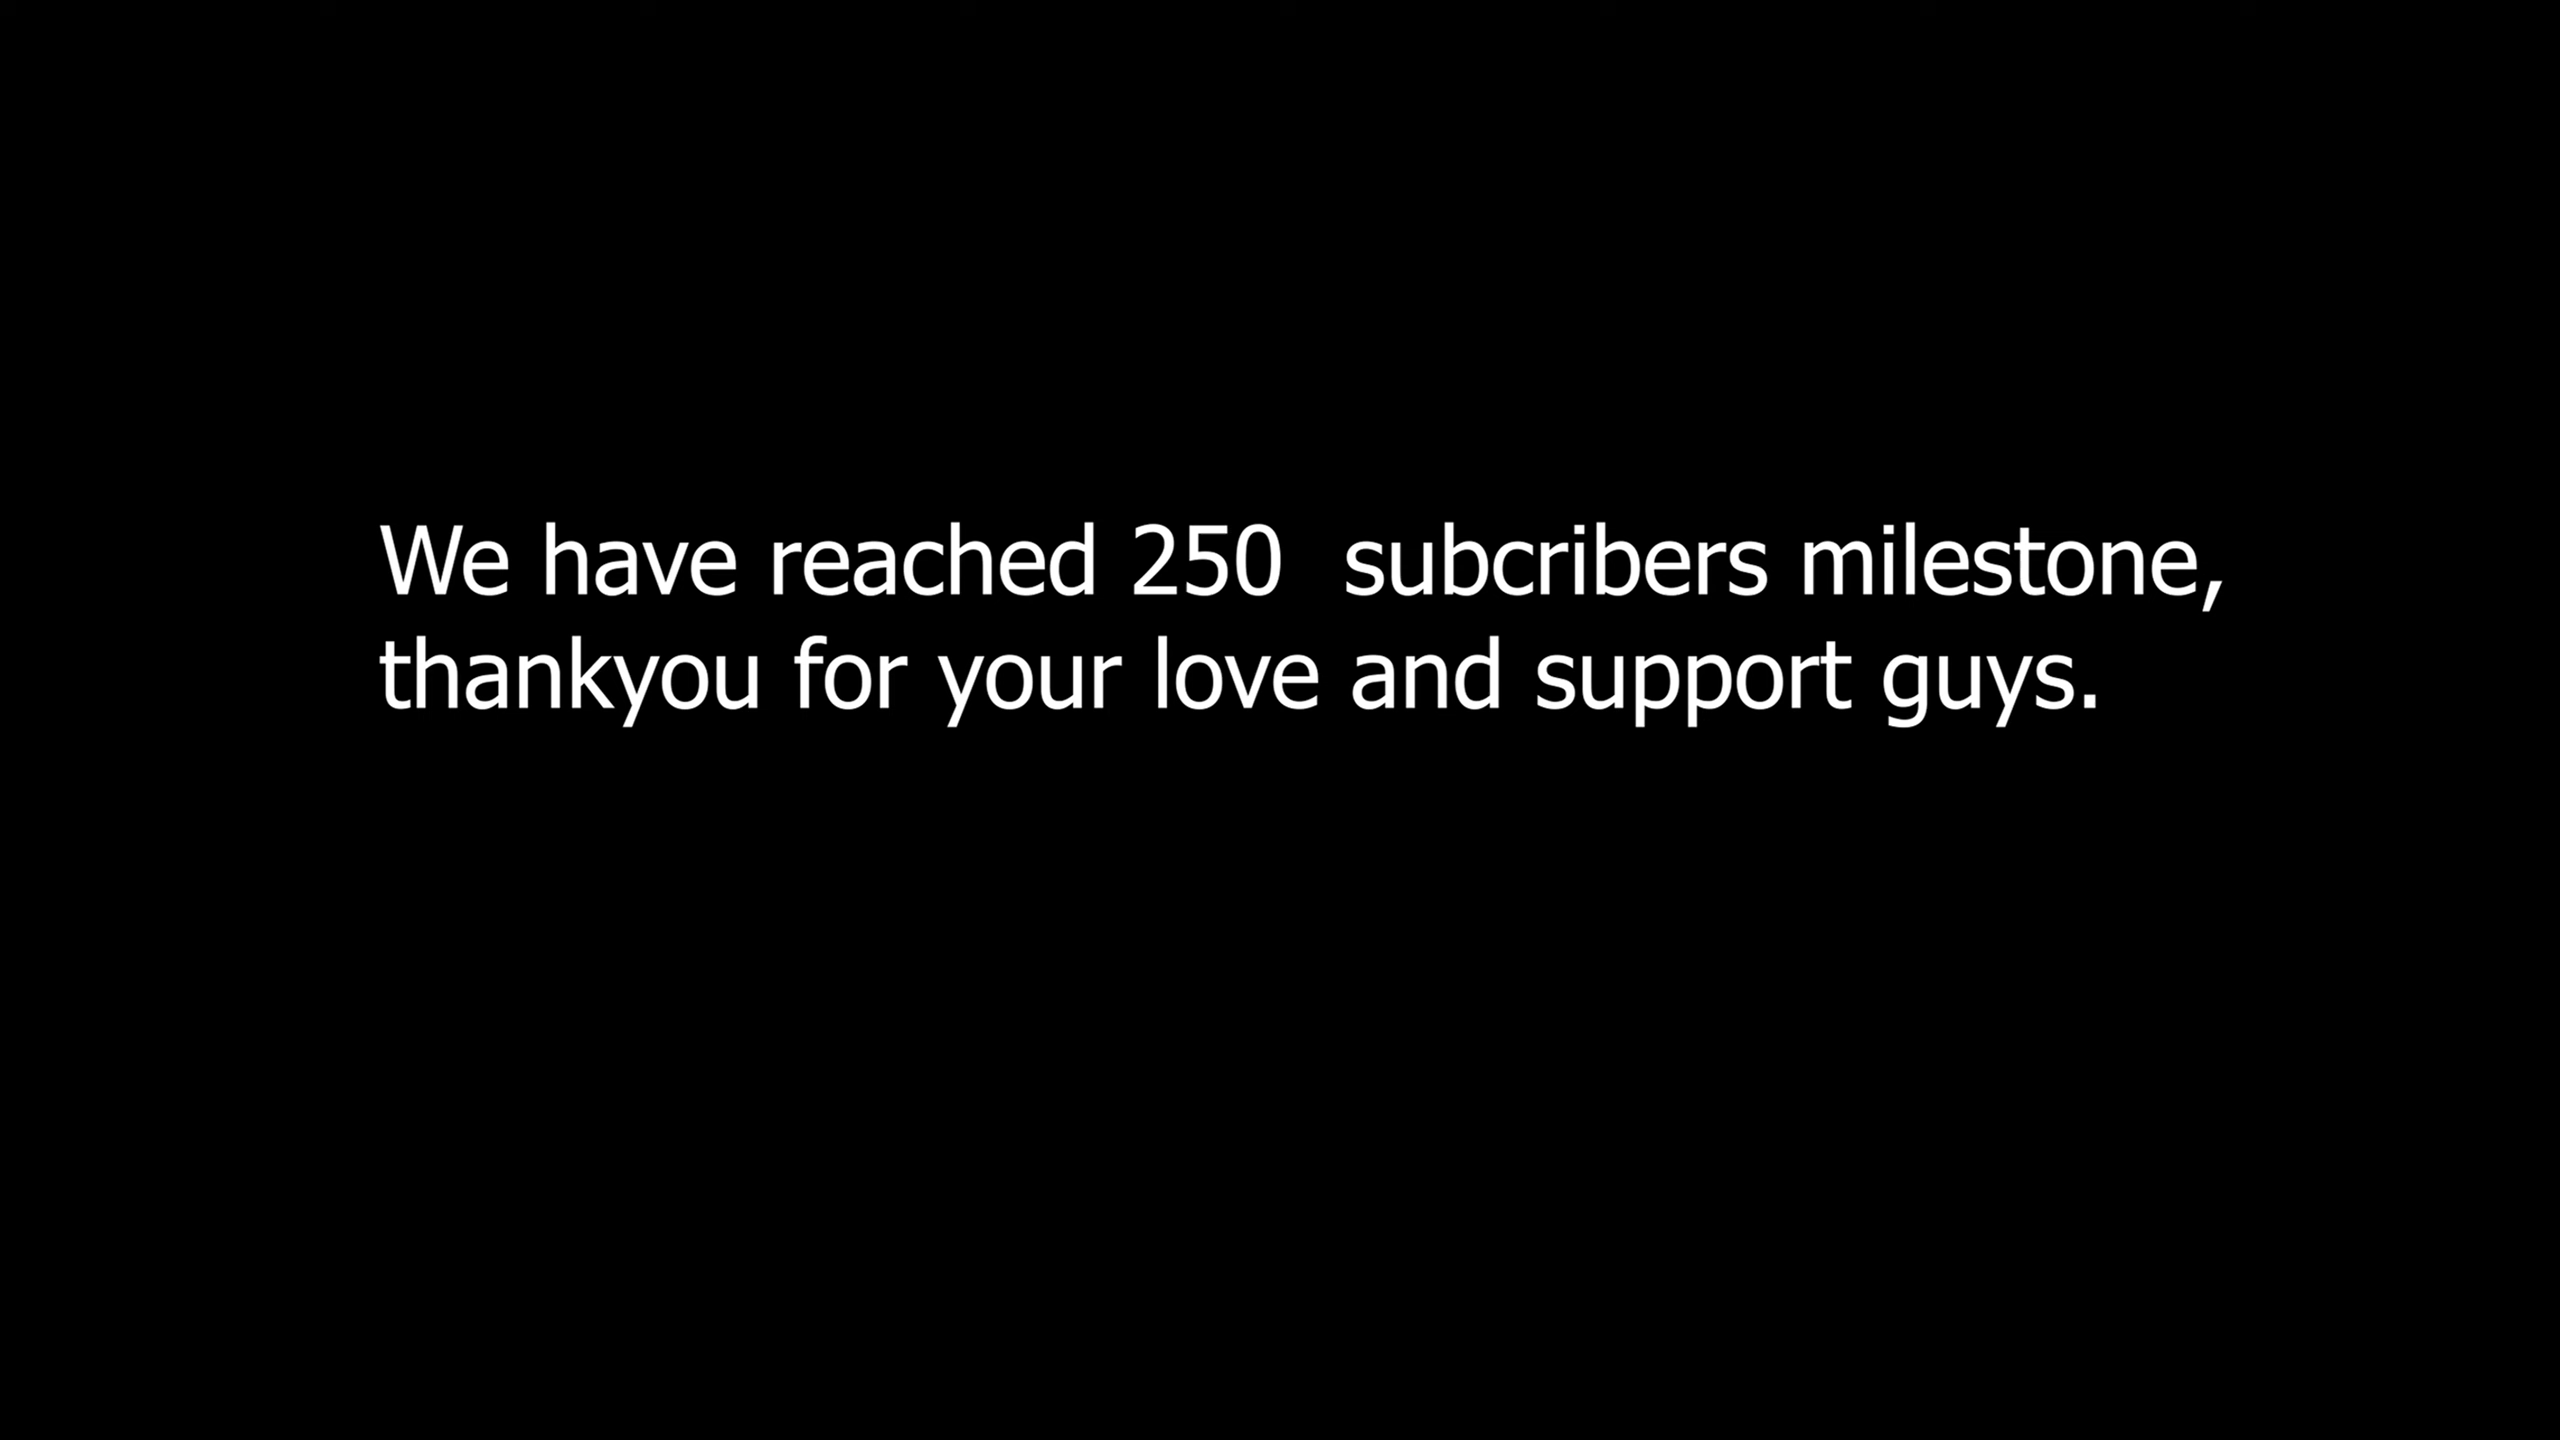 We have reached 250  subcribers milestone,
thankyou for your love and support guys.